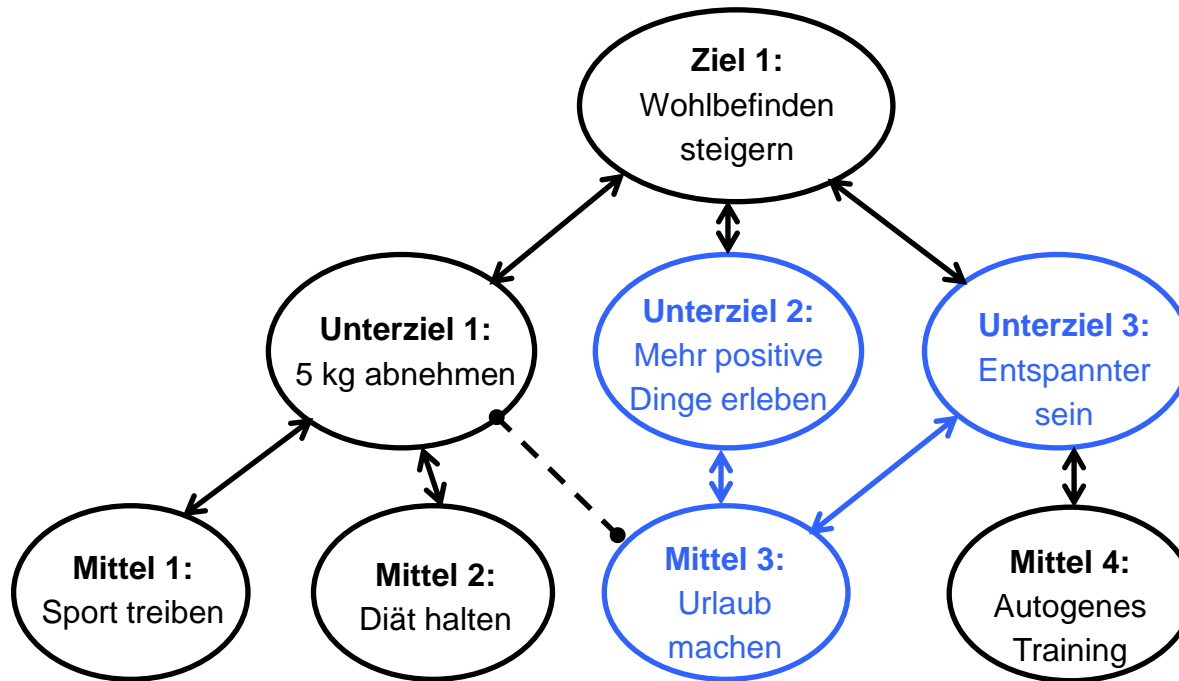 Ziel 1:
Wohlbefinden
steigern
Unterziel 1:
5 kg abnehmen
Unterziel 2:
Mehr positive
Dinge erleben
Unterziel 3:
Entspannter
sein
Mittel 1:
Sport treiben
Mittel 2:
Diät halten
Mittel 3:
Urlaub
machen
Mittel 4:
Autogenes
Training